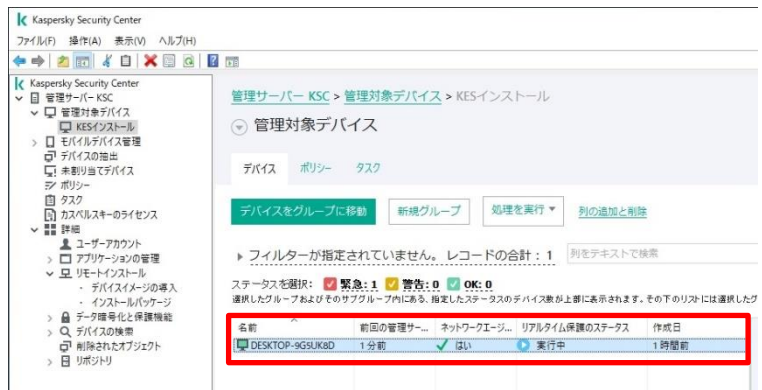 Kaspersky Security Center
ファイル(F) 操作(A) 表示(V) ヘルプ(H)
Kaspersky Security Center
管理サーバー KSC
管理対象デバイス
KESインストール
モバイルデバイス管理
デバイスの抽出
未割り当てデバイス
ポリシー
タスク
カスペルスキーのライセンス
詳細
ユーザーアカウント
アプリケーションの管理
リモートインストール
・ デバイスイメージの導入
・ インストールパッケージ
データ暗号化と保護機能
デバイスの検索
削除されたオブジェクト
リポジトリ
管理サーバー KSC > 管理対象デバイス > KESインストール
管理対象デバイス
デバイス ポリシー タスク
デバイスをグループに移動 新規グループ 処理を実行 列の追加と削除
フィルターが指定されていません。 レコードの合計: 1 列をテキストで検索
ステータスを選択: 緊急: 1 警告: 0 OK: 0
選択したグループおよびそのサブグループ内にある、指定したステータスのデバイス数が上部に表示されます。その下のリストには選択したグ
名前 前回の管理サー... ネットワークエージ... リアルタイム保護のステータス 作成日
DESKTOP-9G5UK8D 1 分前 はい 実行中 1 時間前